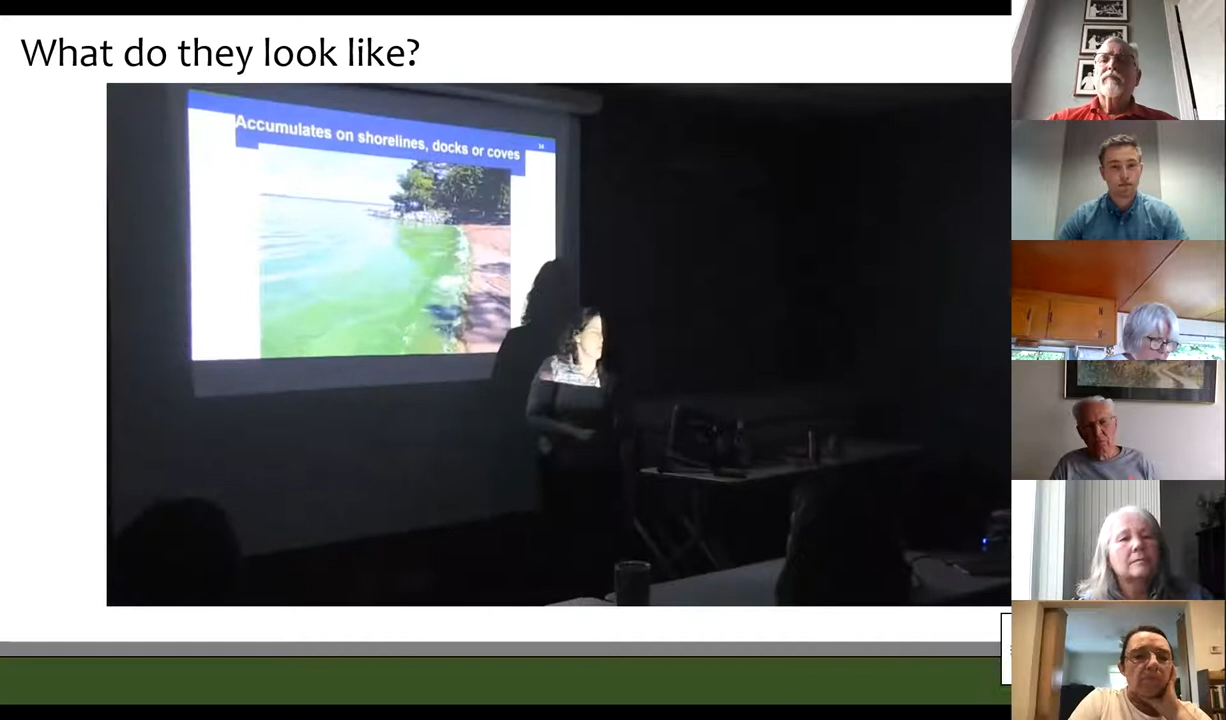 What do they look like?
Accumulates on shorelines, docks or coves